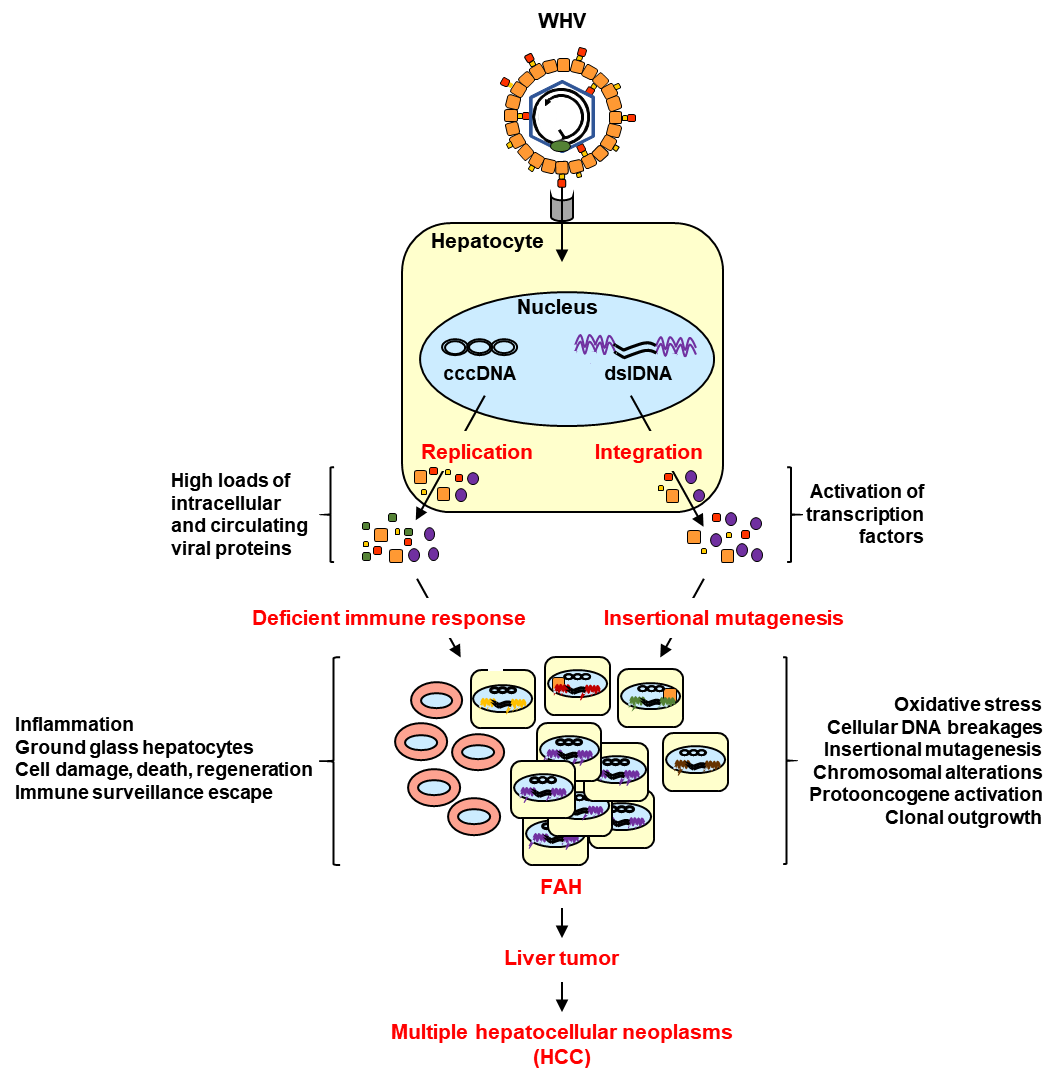 WHV
Hepatocyte
Nucleus
cccDNA
dslDNA
Replication
Integration
High loads of
intracellular
and circulating
viral proteins
Activation of
transcription
factors
Deficient immune response
Insertional mutagenesis
Inflammation
Ground glass hepatocytes
Cell damage, death, regeneration
Immune surveillance escape
Oxidative stress
Cellular DNA breakages
Insertional mutagenesis
Chromosomal alterations
Protooncogene activation
Clonal outgrowth
FAH
Liver tumor
Multiple hepatocellular neoplasms
(HCC)